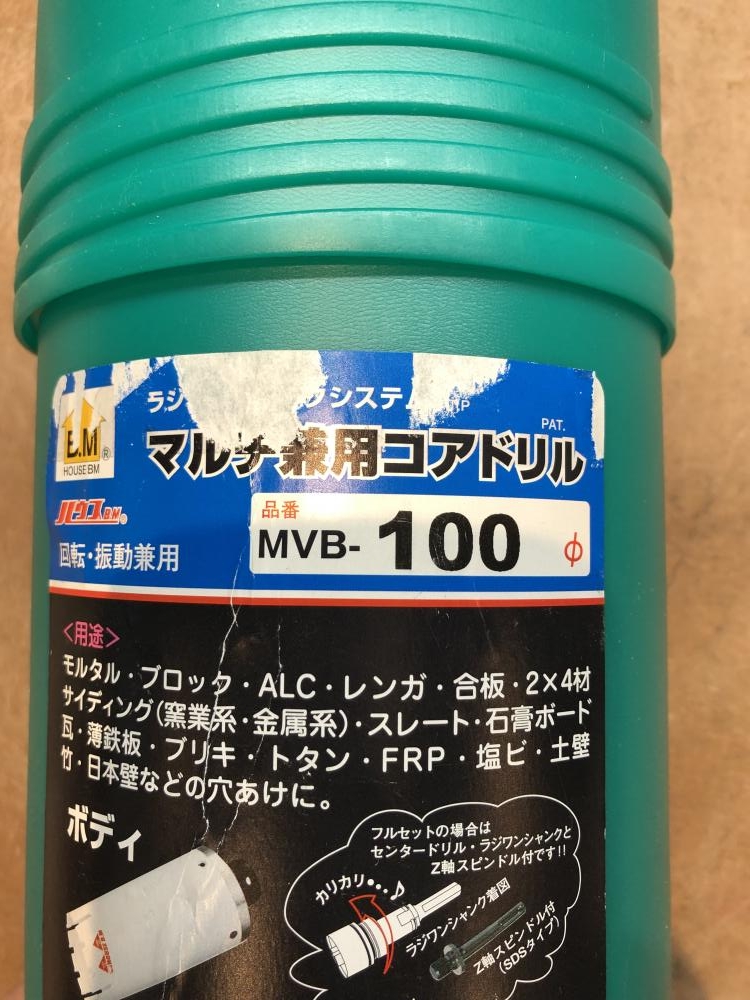 ラジ ワンシステム
PAT.
マルチ兼用コアドリル
B.M®
HOUSE BM
ハウスB.M®
品番
MVB-100φ
回転・振動兼用
<用途>
モルタル・ブロック・ALC・レンガ・合板・2×4材
サイディング(窯業系・金属系)・スレート・石膏ボード
瓦・薄鉄板・ブリキ・トタン・FRP・塩ビ・土壁
竹・日本壁などの穴あけに。
ボディ
フルセットの場合は
センタードリル・ラジワンシャンクと
Z軸スピンドル付です!!
カリカリ•••♪
ラジワンシャンク着図
Z軸スピンドル付
(SDSタイプ)